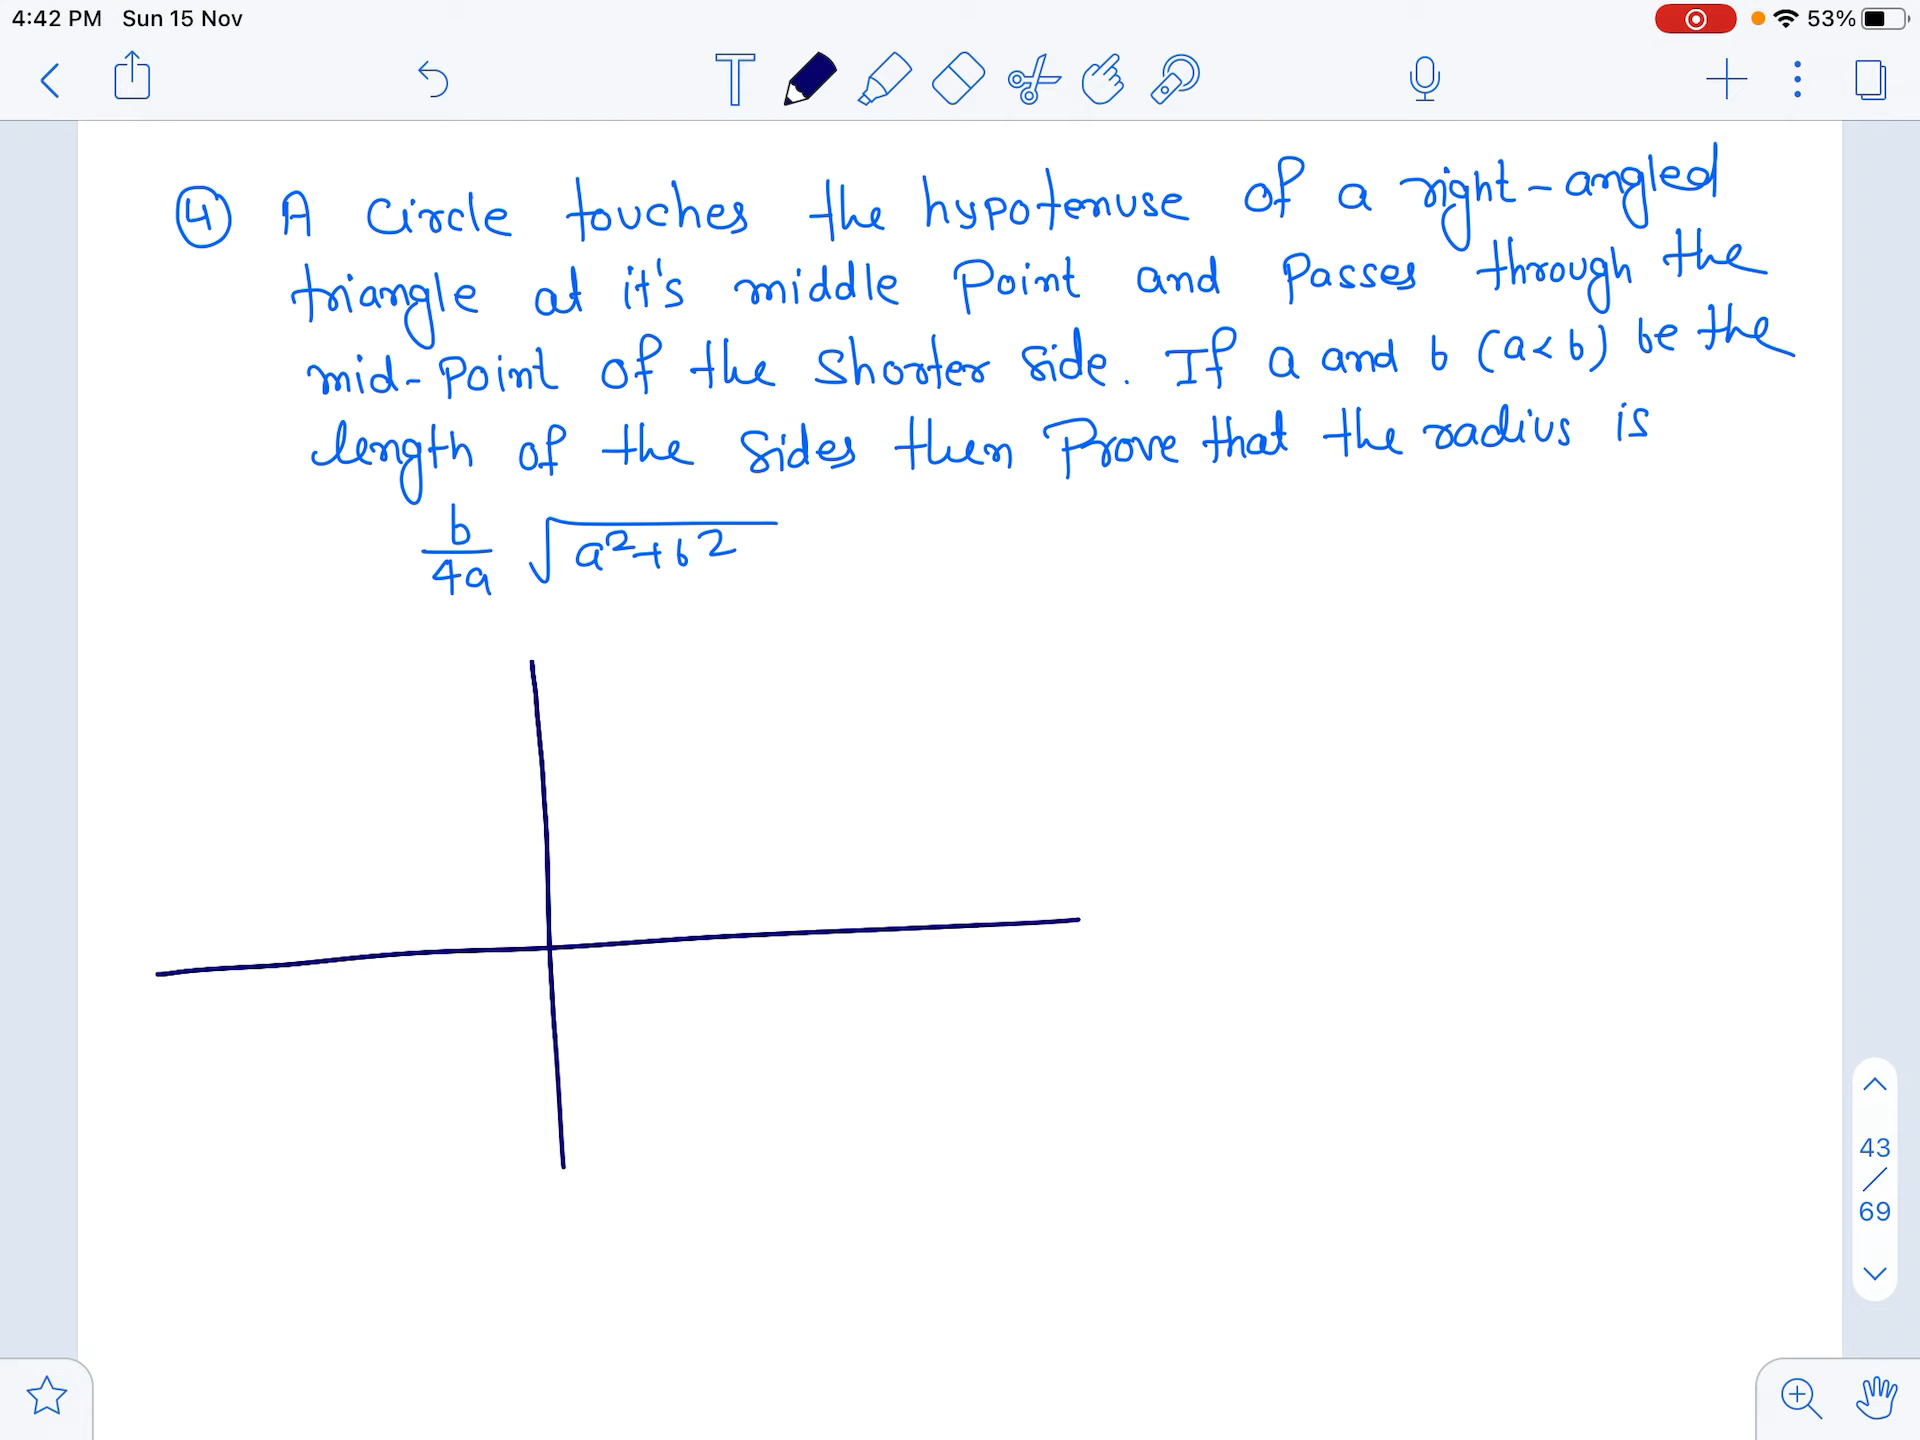 4:42 PM Sun 15 Nov
53%
T
④ A circle touches the hypotenuse of a right-angled
triangle at it's middle point and passes through the
mid-point of the shorter side. If a and b (a<b) be the
length of the sides then prove that the radius is
b/4a √a²+b²
43
/
69